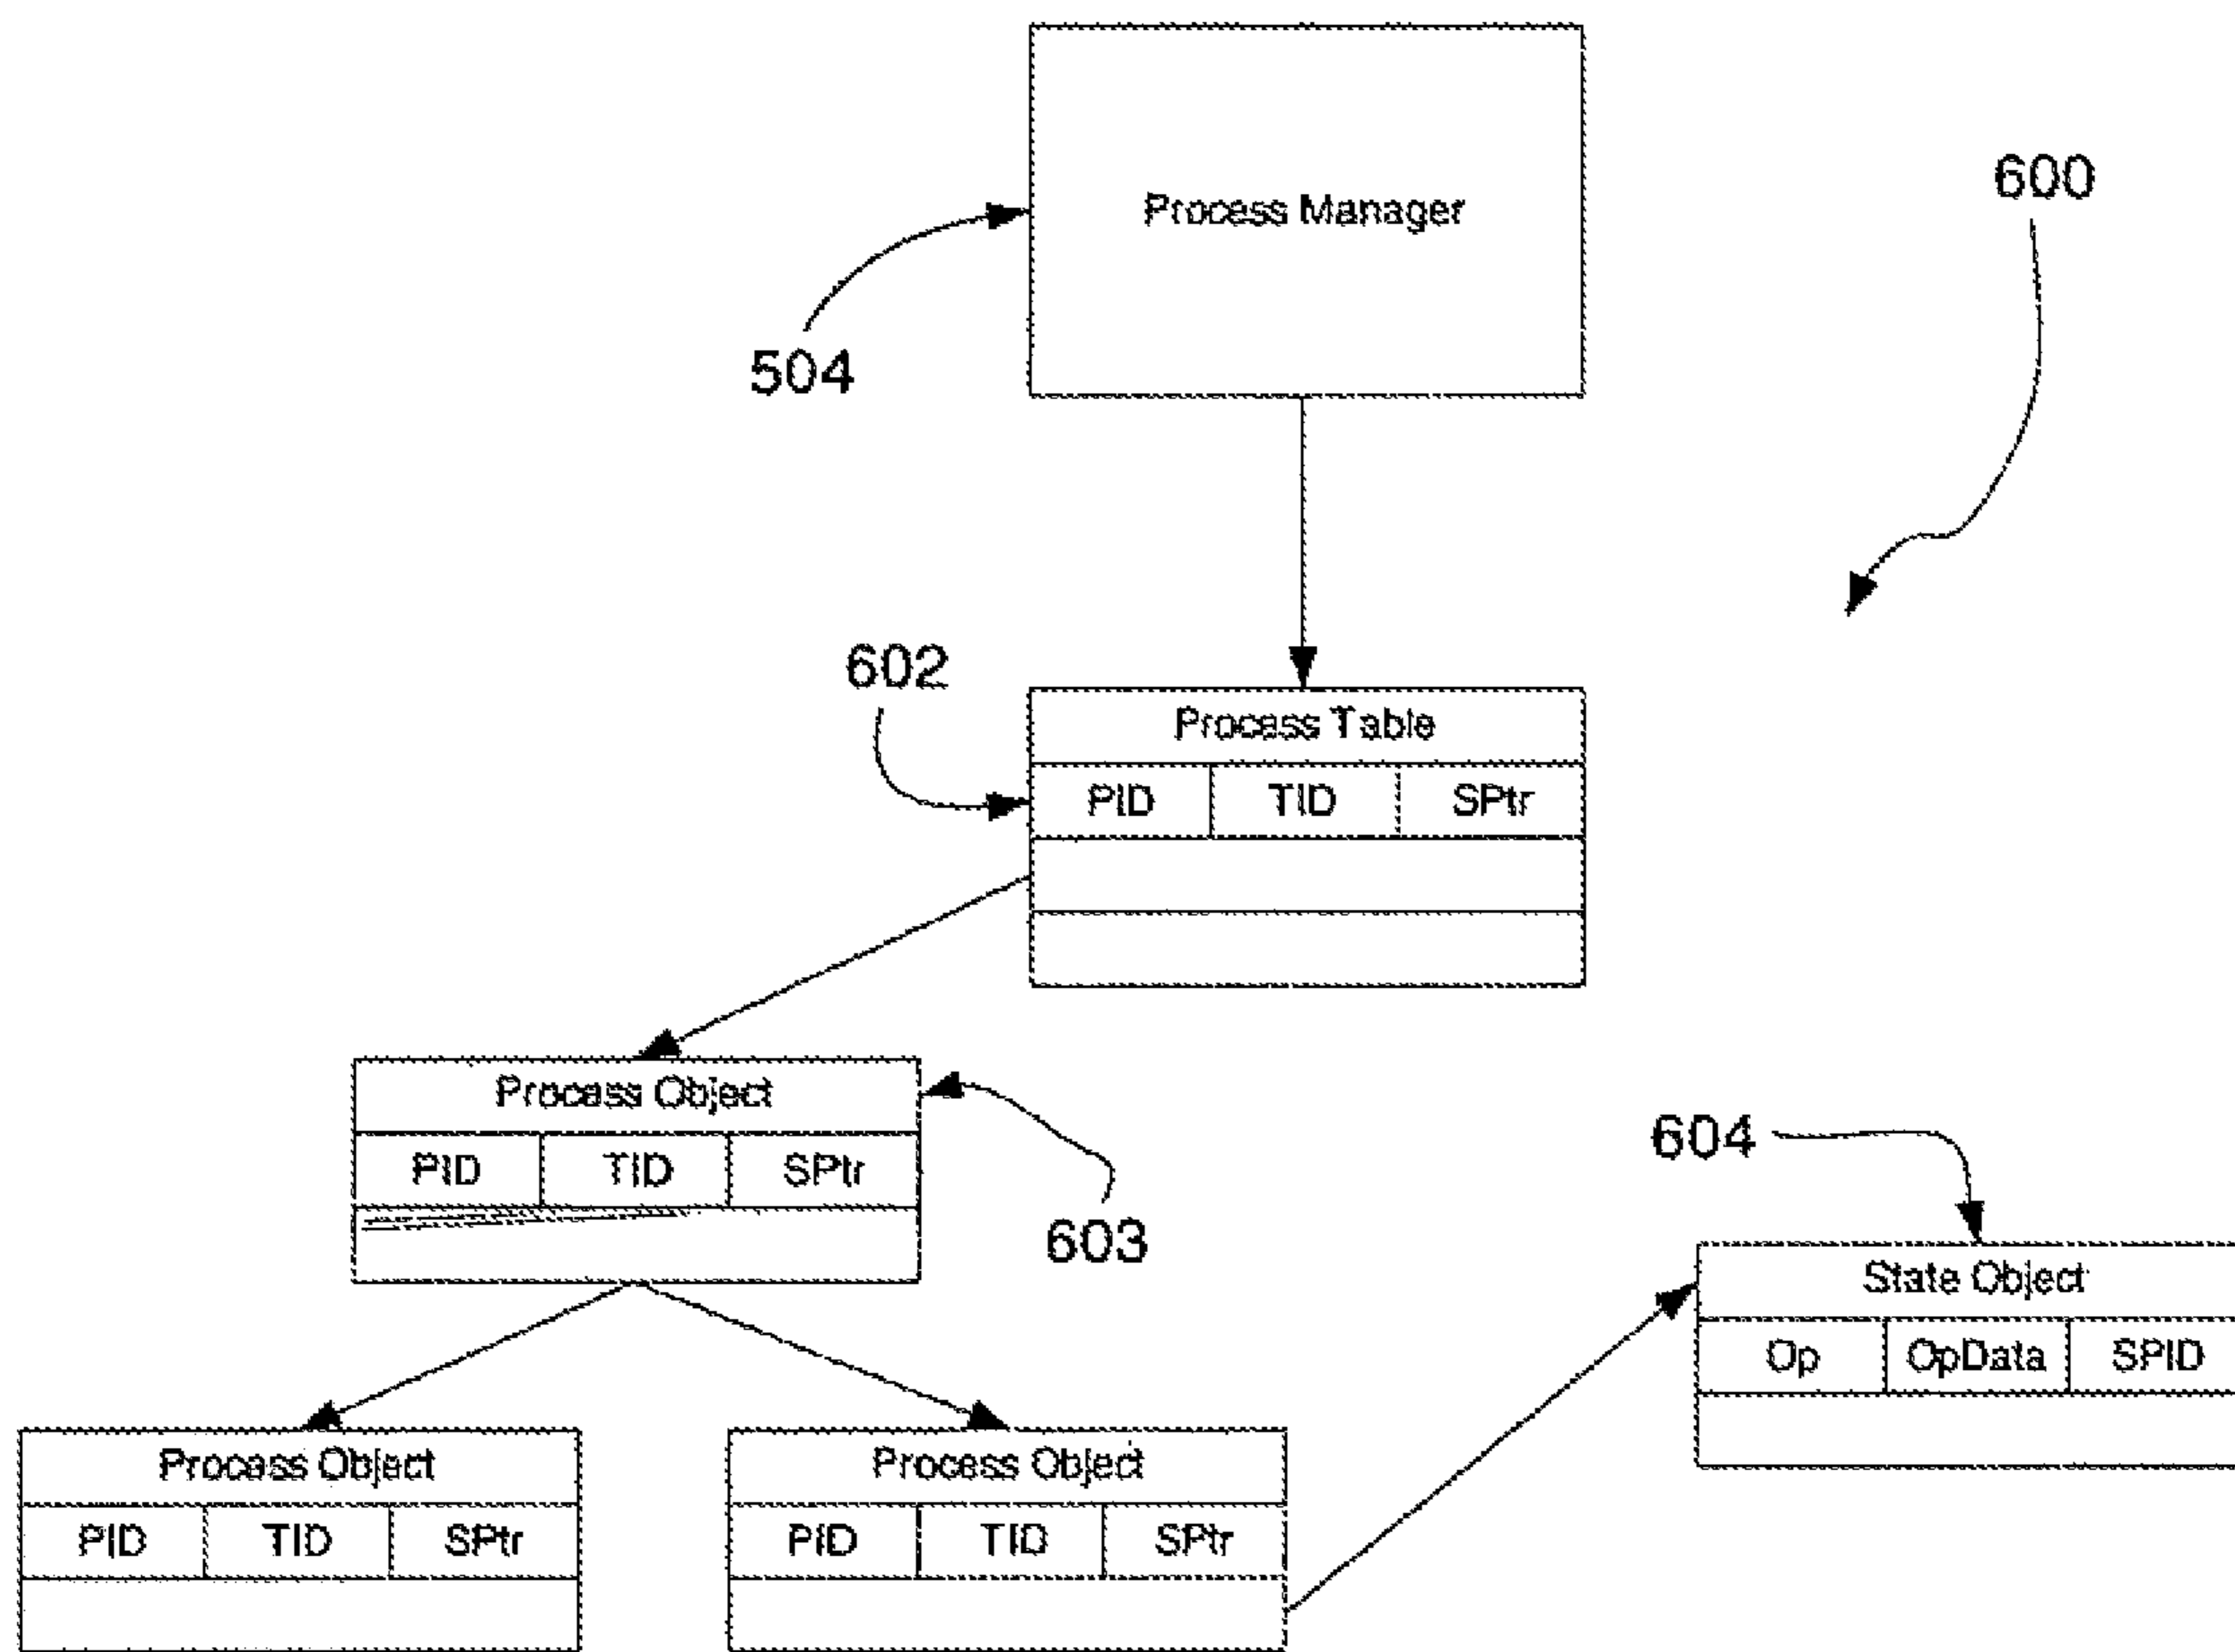 Process Manager
600
504
602
Process Table
PID TID SPtr
Process Object
PID TID SPtr
603
604
State Object
Op OpData SPID
Process Object
PID TID SPtr
Process Object
PID TID SPtr